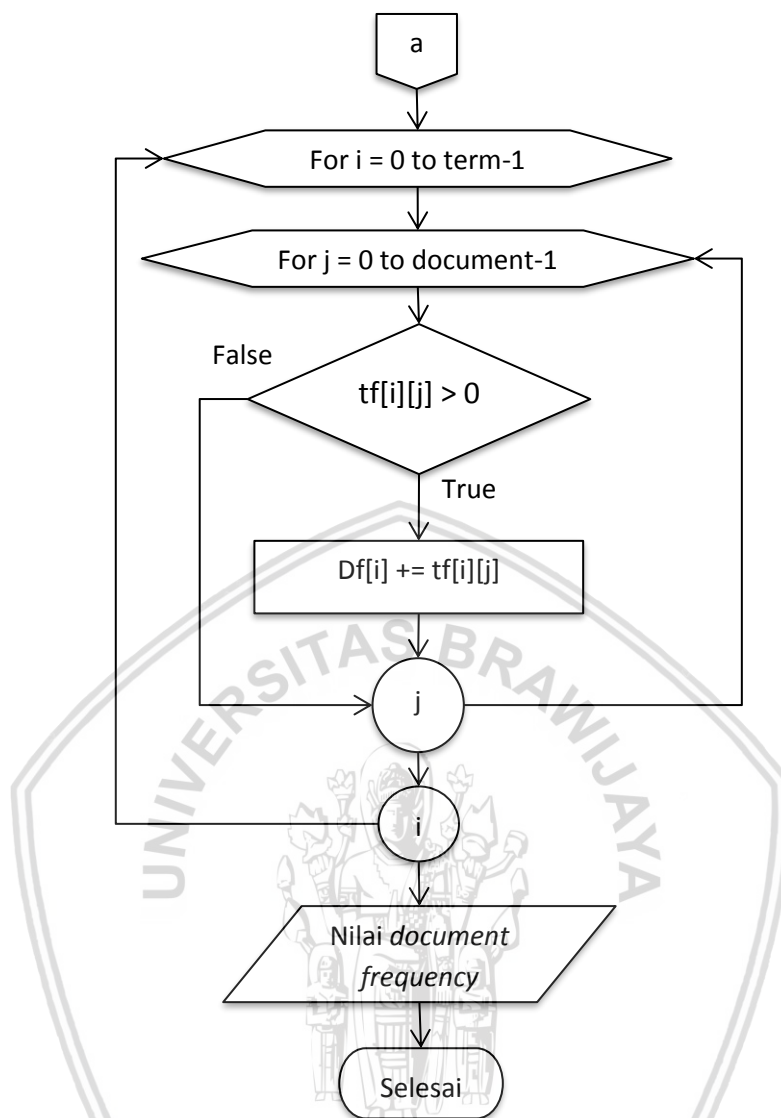 a
For i = 0 to term-1
For j = 0 to document-1
False
tf[i][j] > 0
True
Df[i] += tf[i][j]
UNIVERSITAS BRAWIJAYA
j
i
Nilai document
frequency
Selesai